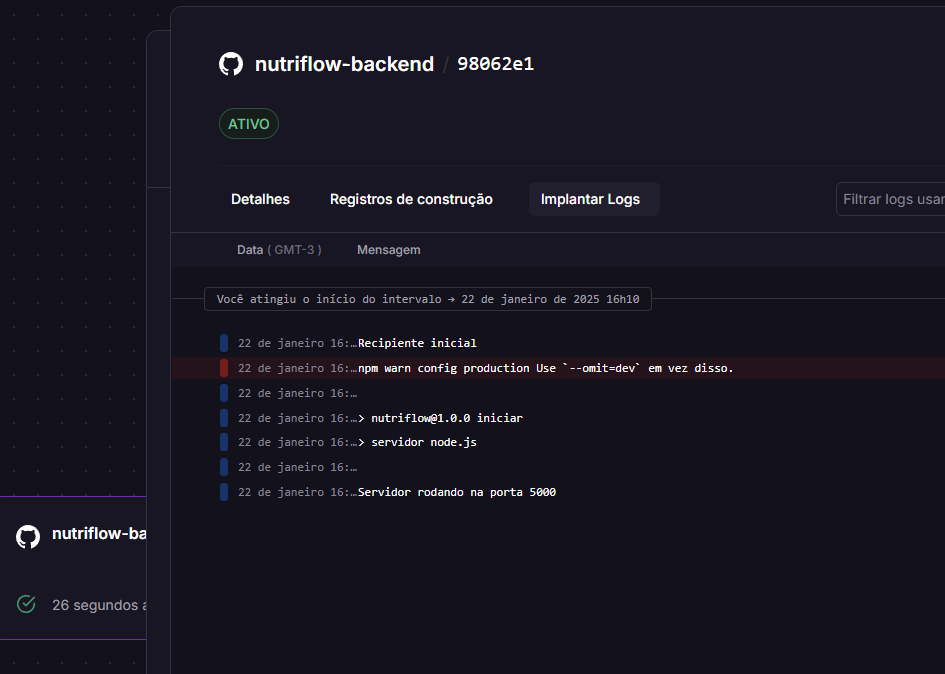 nutriflow-backend / 98062e1
ATIVO
Detalhes Registros de construção Implantar Logs Filtrar logs usar
Data ( GMT-3 ) Mensagem
Você atingiu o início do intervalo → 22 de janeiro de 2025 16h10
22 de janeiro 16:…Recipiente inicial
22 de janeiro 16:…npm warn config production Use `--omit=dev` em vez disso.
22 de janeiro 16:…
22 de janeiro 16:…> nutriflow@1.0.0 iniciar
22 de janeiro 16:…> servidor node.js
22 de janeiro 16:…
22 de janeiro 16:…Servidor rodando na porta 5000
nutriflow-ba
26 segundos a